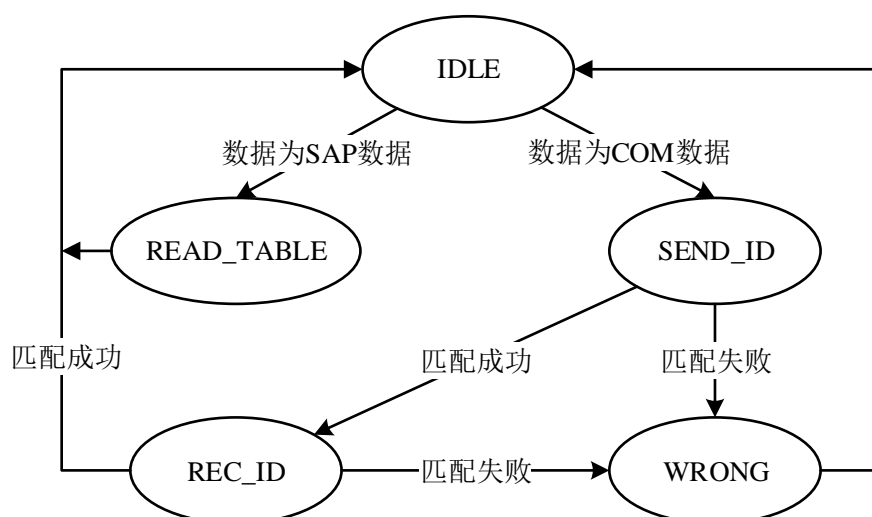 IDLE
数据为SAP数据
数据为COM数据
READ_TABLE
SEND_ID
匹配成功
匹配成功
匹配失败
REC_ID
匹配失败
WRONG